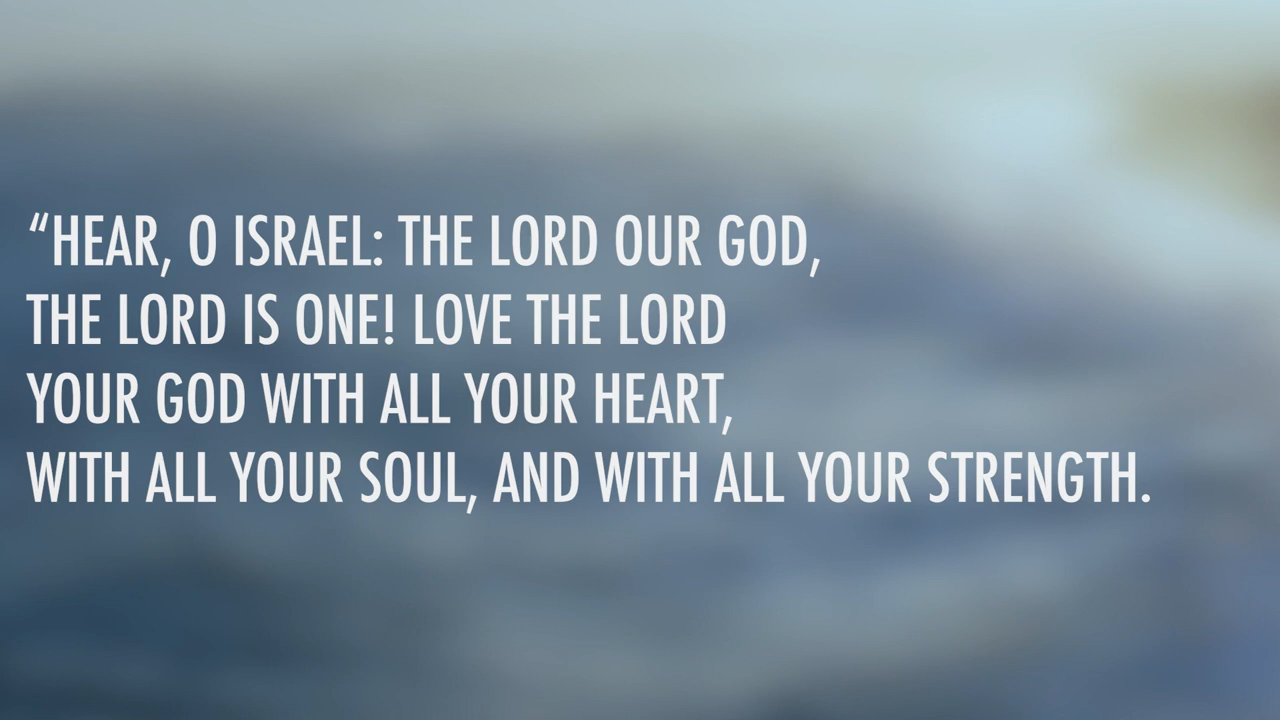 “HEAR, O ISRAEL: THE LORD OUR GOD,
THE LORD IS ONE! LOVE THE LORD
YOUR GOD WITH ALL YOUR HEART,
WITH ALL YOUR SOUL, AND WITH ALL YOUR STRENGTH.